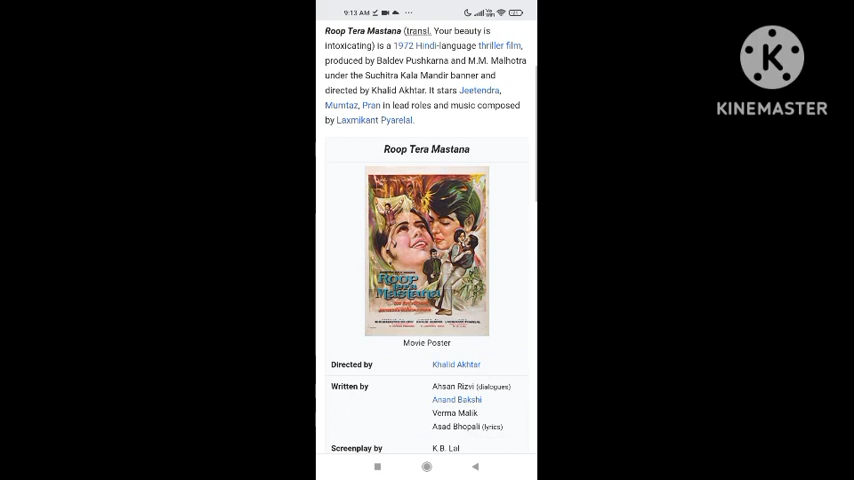 9:13 AM
Roop Tera Mastana (transl. Your beauty is
intoxicating) is a 1972 Hindi-language thriller film,
produced by Baldev Pushkarna and M.M. Malhotra
under the Suchitra Kala Mandir banner and
directed by Khalid Akhtar. It stars Jeetendra,
Mumtaz, Pran in lead roles and music composed
by Laxmikant Pyarelal.
Roop Tera Mastana
Roop
Tera
Mastana
Movie Poster
Directed by Khalid Akhtar
Written by Ahsan Rizvi (dialogues)
Anand Bakshi
Verma Malik
Asad Bhopali (lyrics)
Screenplay by K.B. Lal
K
KINEMASTER